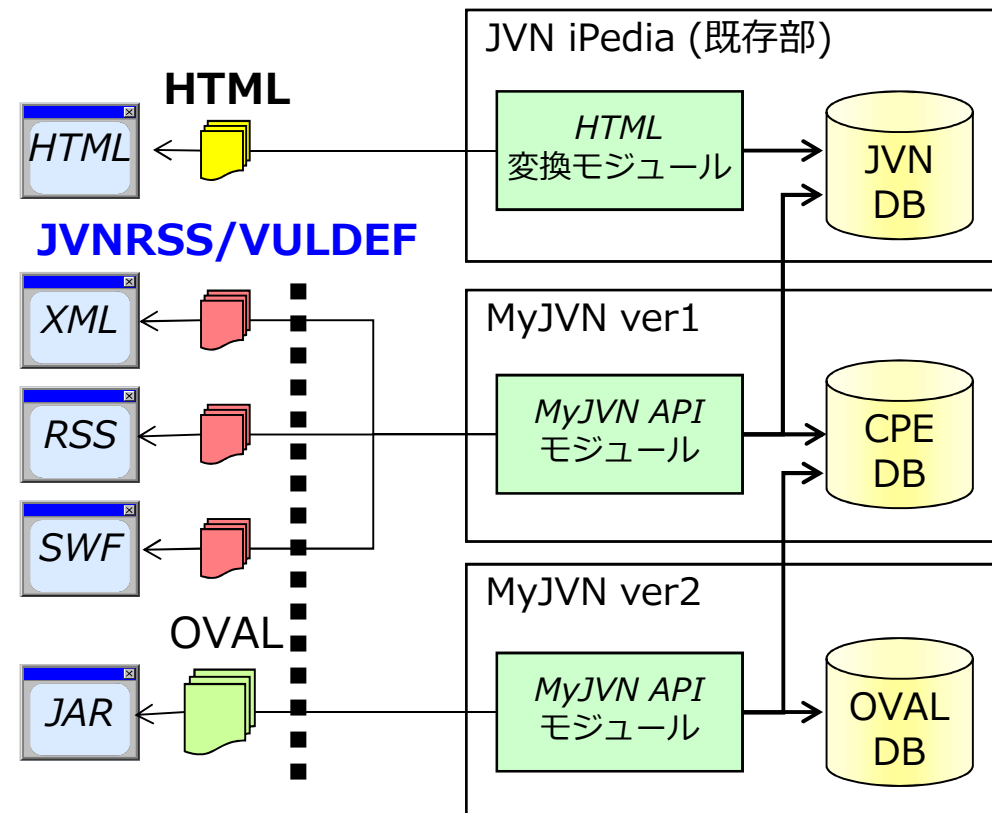 JVN iPedia (既存部)
HTML
HTML
HTML
変換モジュール
JVN
DB
JVNRSS/VULDEF
XML
MyJVN ver1
RSS
MyJVN API
モジュール
CPE
DB
SWF
MyJVN ver2
OVAL
JAR
MyJVN API
モジュール
OVAL
DB